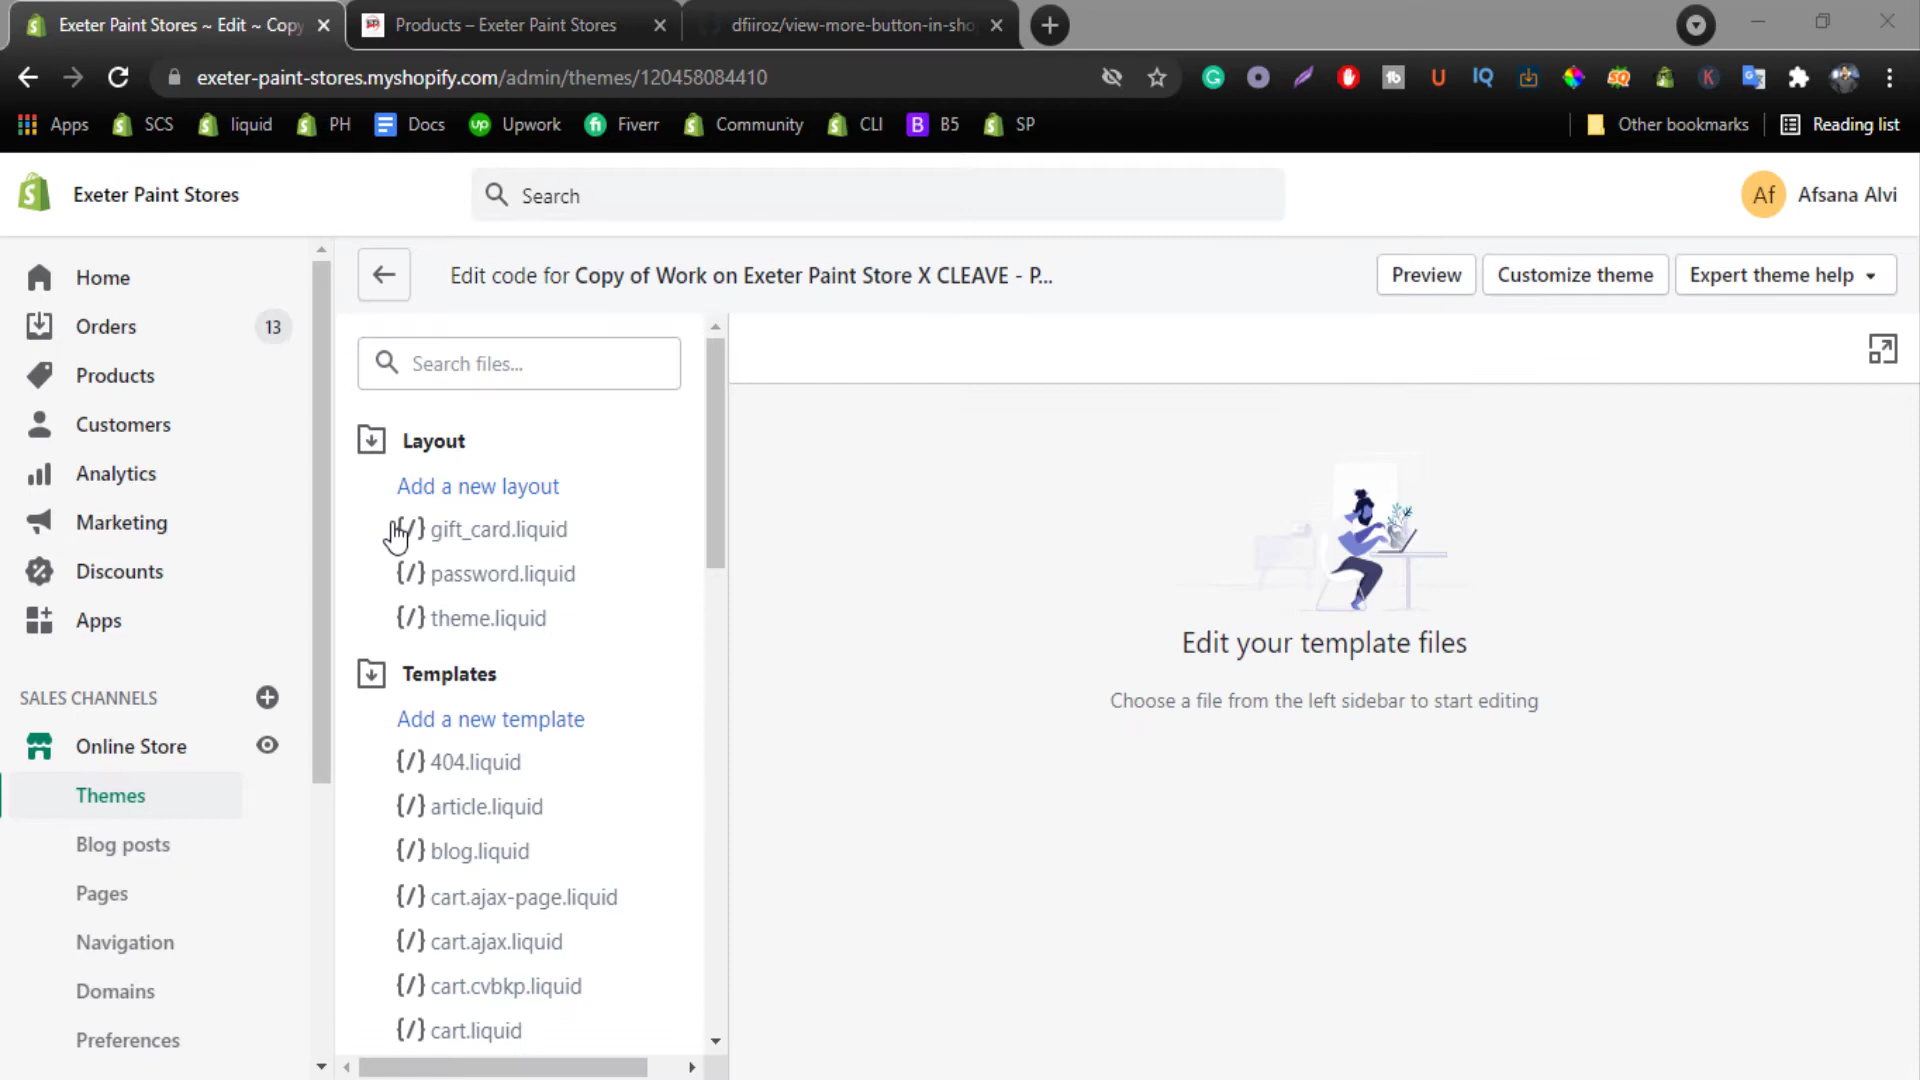 Exeter Paint Stores ~ Edit ~ Copy
Products – Exeter Paint Stores
dfiiroz/view-more-button-in-sho
exeter-paint-stores.myshopify.com/admin/themes/120458084410
Apps
SCS
liquid
PH
Docs
Upwork
Fiverr
Community
CLI
B5
SP
Other bookmarks
Reading list
Exeter Paint Stores
Search
Af
Afsana Alvi
Home
Orders
13
Products
Customers
Analytics
Marketing
Discounts
Apps
SALES CHANNELS
Online Store
Themes
Blog posts
Pages
Navigation
Domains
Preferences
Edit code for Copy of Work on Exeter Paint Store X CLEAVE - P...
Preview
Customize theme
Expert theme help
Search files...
Layout
Add a new layout
{/} gift_card.liquid
{/} password.liquid
{/} theme.liquid
Templates
Add a new template
{/} 404.liquid
{/} article.liquid
{/} blog.liquid
{/} cart.ajax-page.liquid
{/} cart.ajax.liquid
{/} cart.cvbkp.liquid
{/} cart.liquid
Edit your template files
Choose a file from the left sidebar to start editing